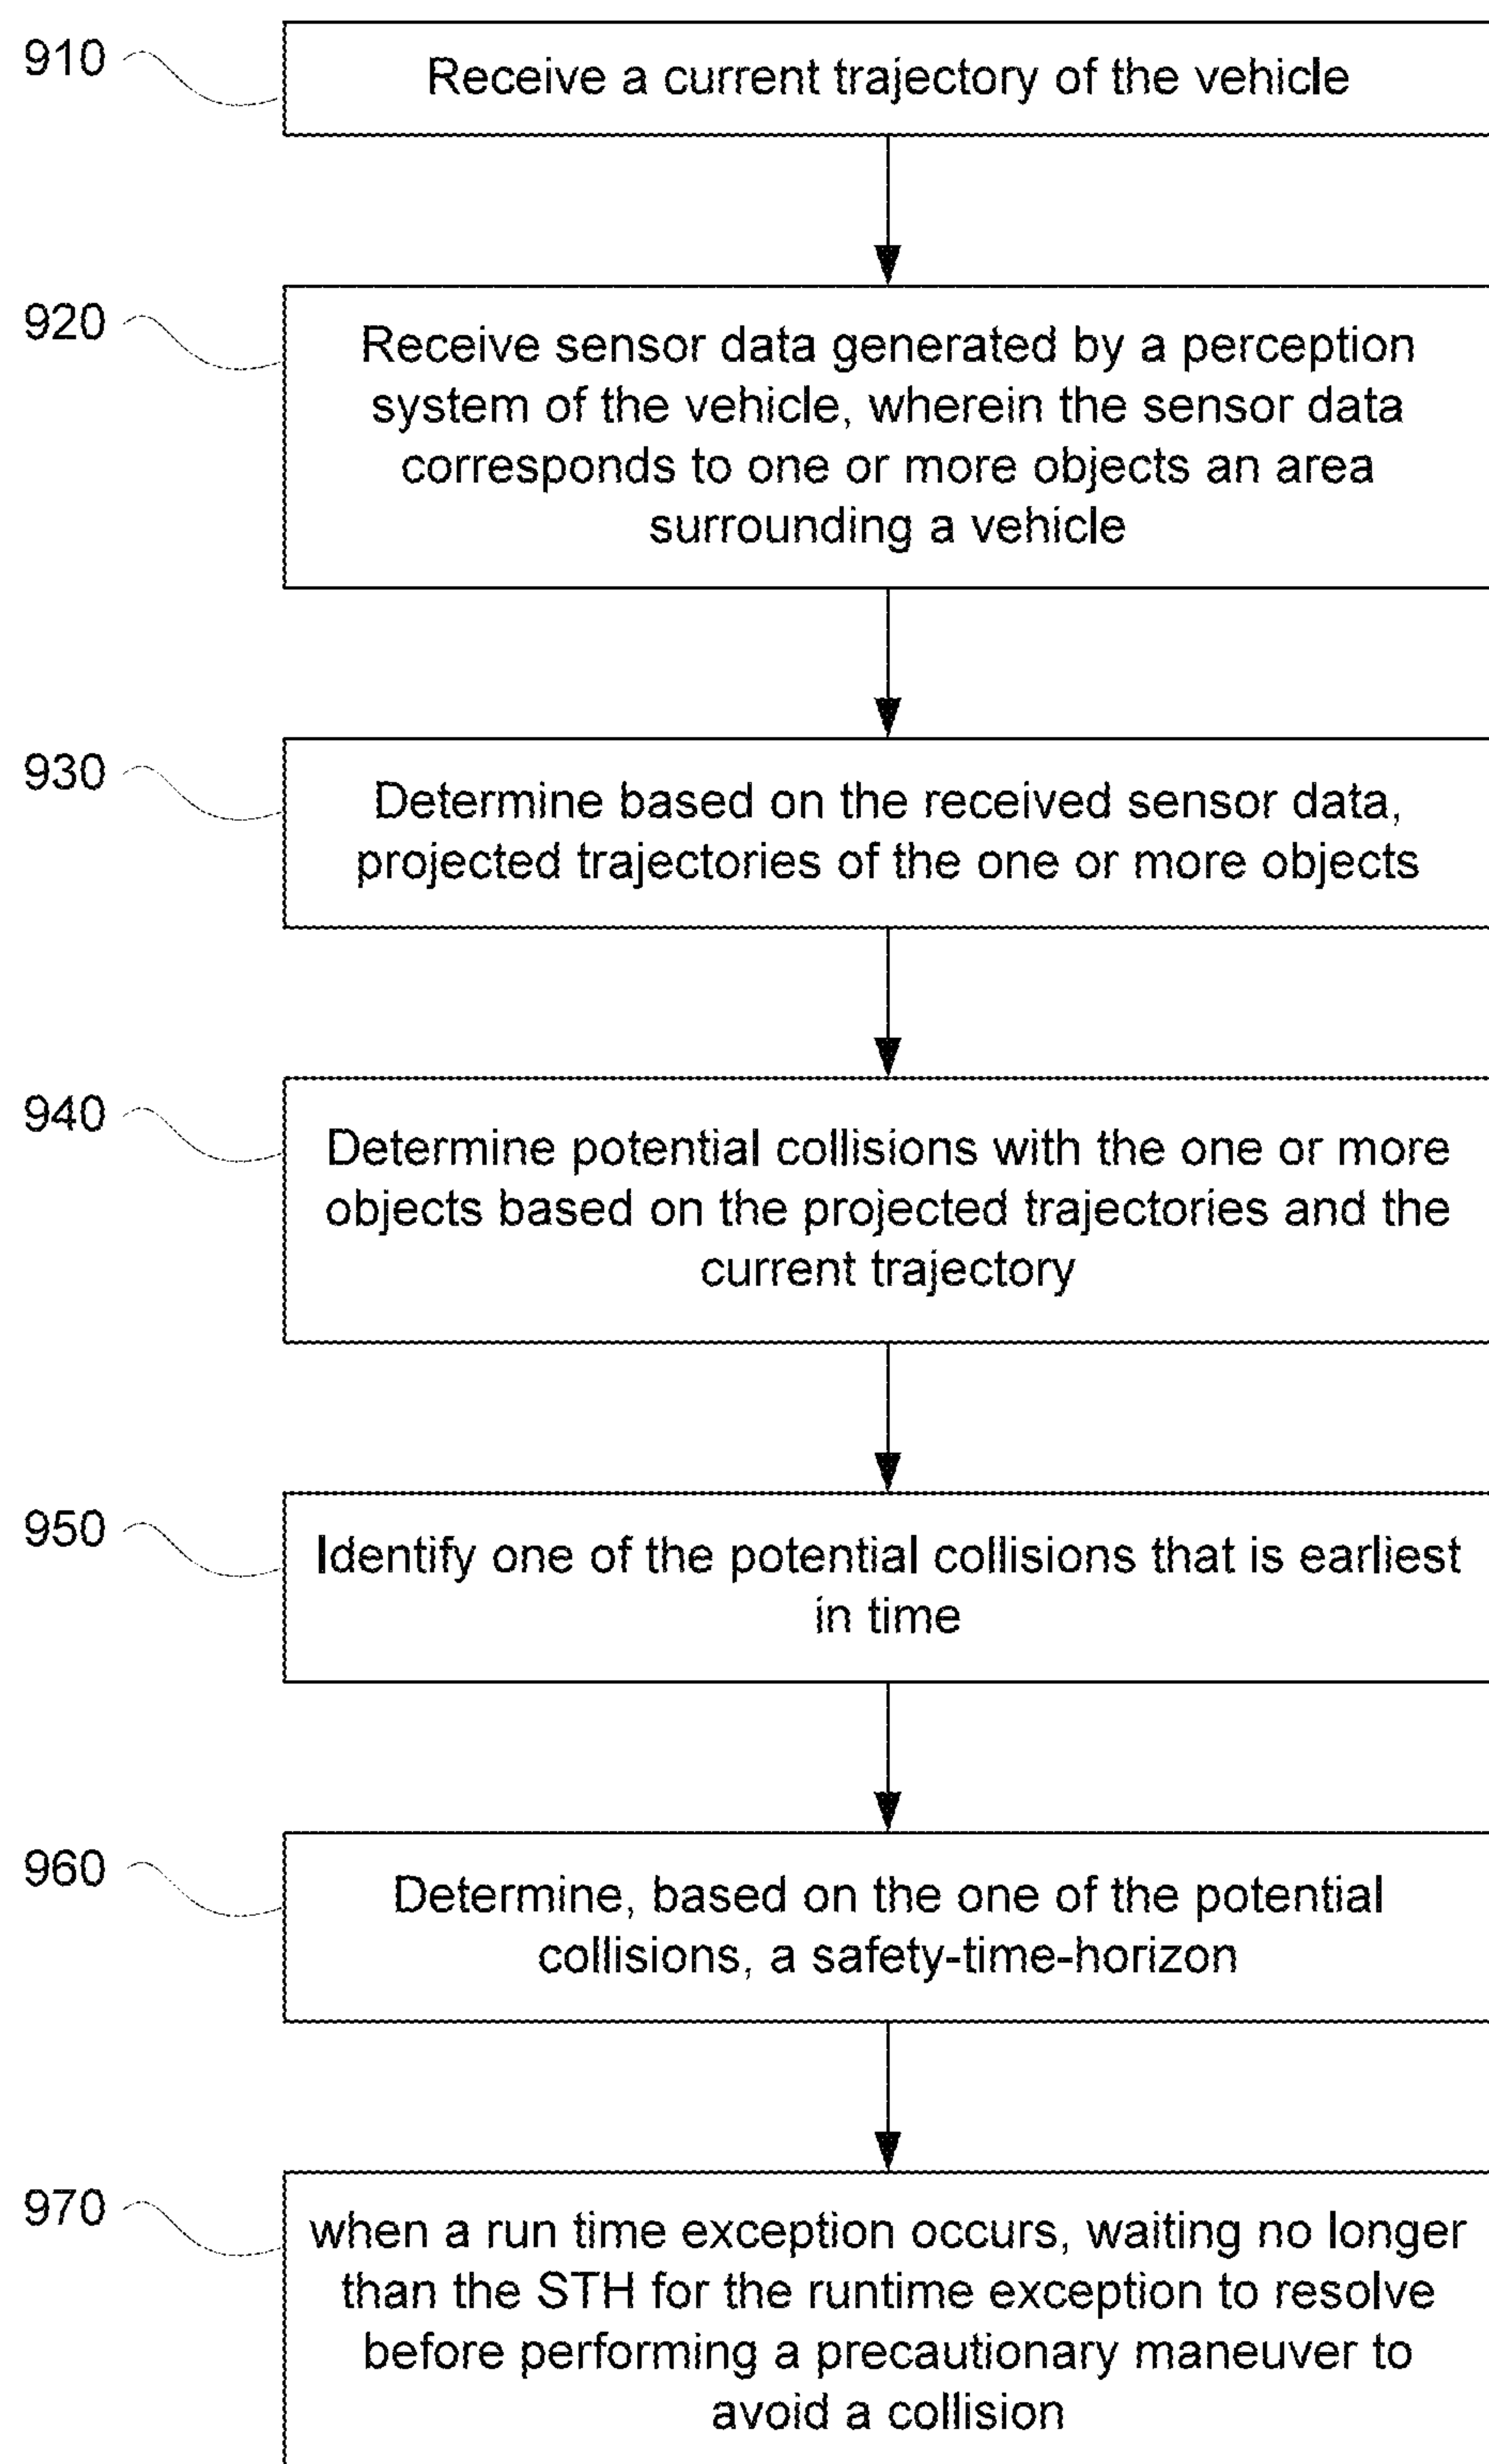 910
Receive a current trajectory of the vehicle
920
Receive sensor data generated by a perception
system of the vehicle, wherein the sensor data
corresponds to one or more objects an area
surrounding a vehicle
930
Determine based on the received sensor data,
projected trajectories of the one or more objects
940
Determine potential collisions with the one or more
objects based on the projected trajectories and the
current trajectory
950
Identify one of the potential collisions that is earliest
in time
960
Determine, based on the one of the potential
collisions, a safety-time-horizon
970
when a run time exception occurs, waiting no longer
than the STH for the runtime exception to resolve
before performing a precautionary maneuver to
avoid a collision